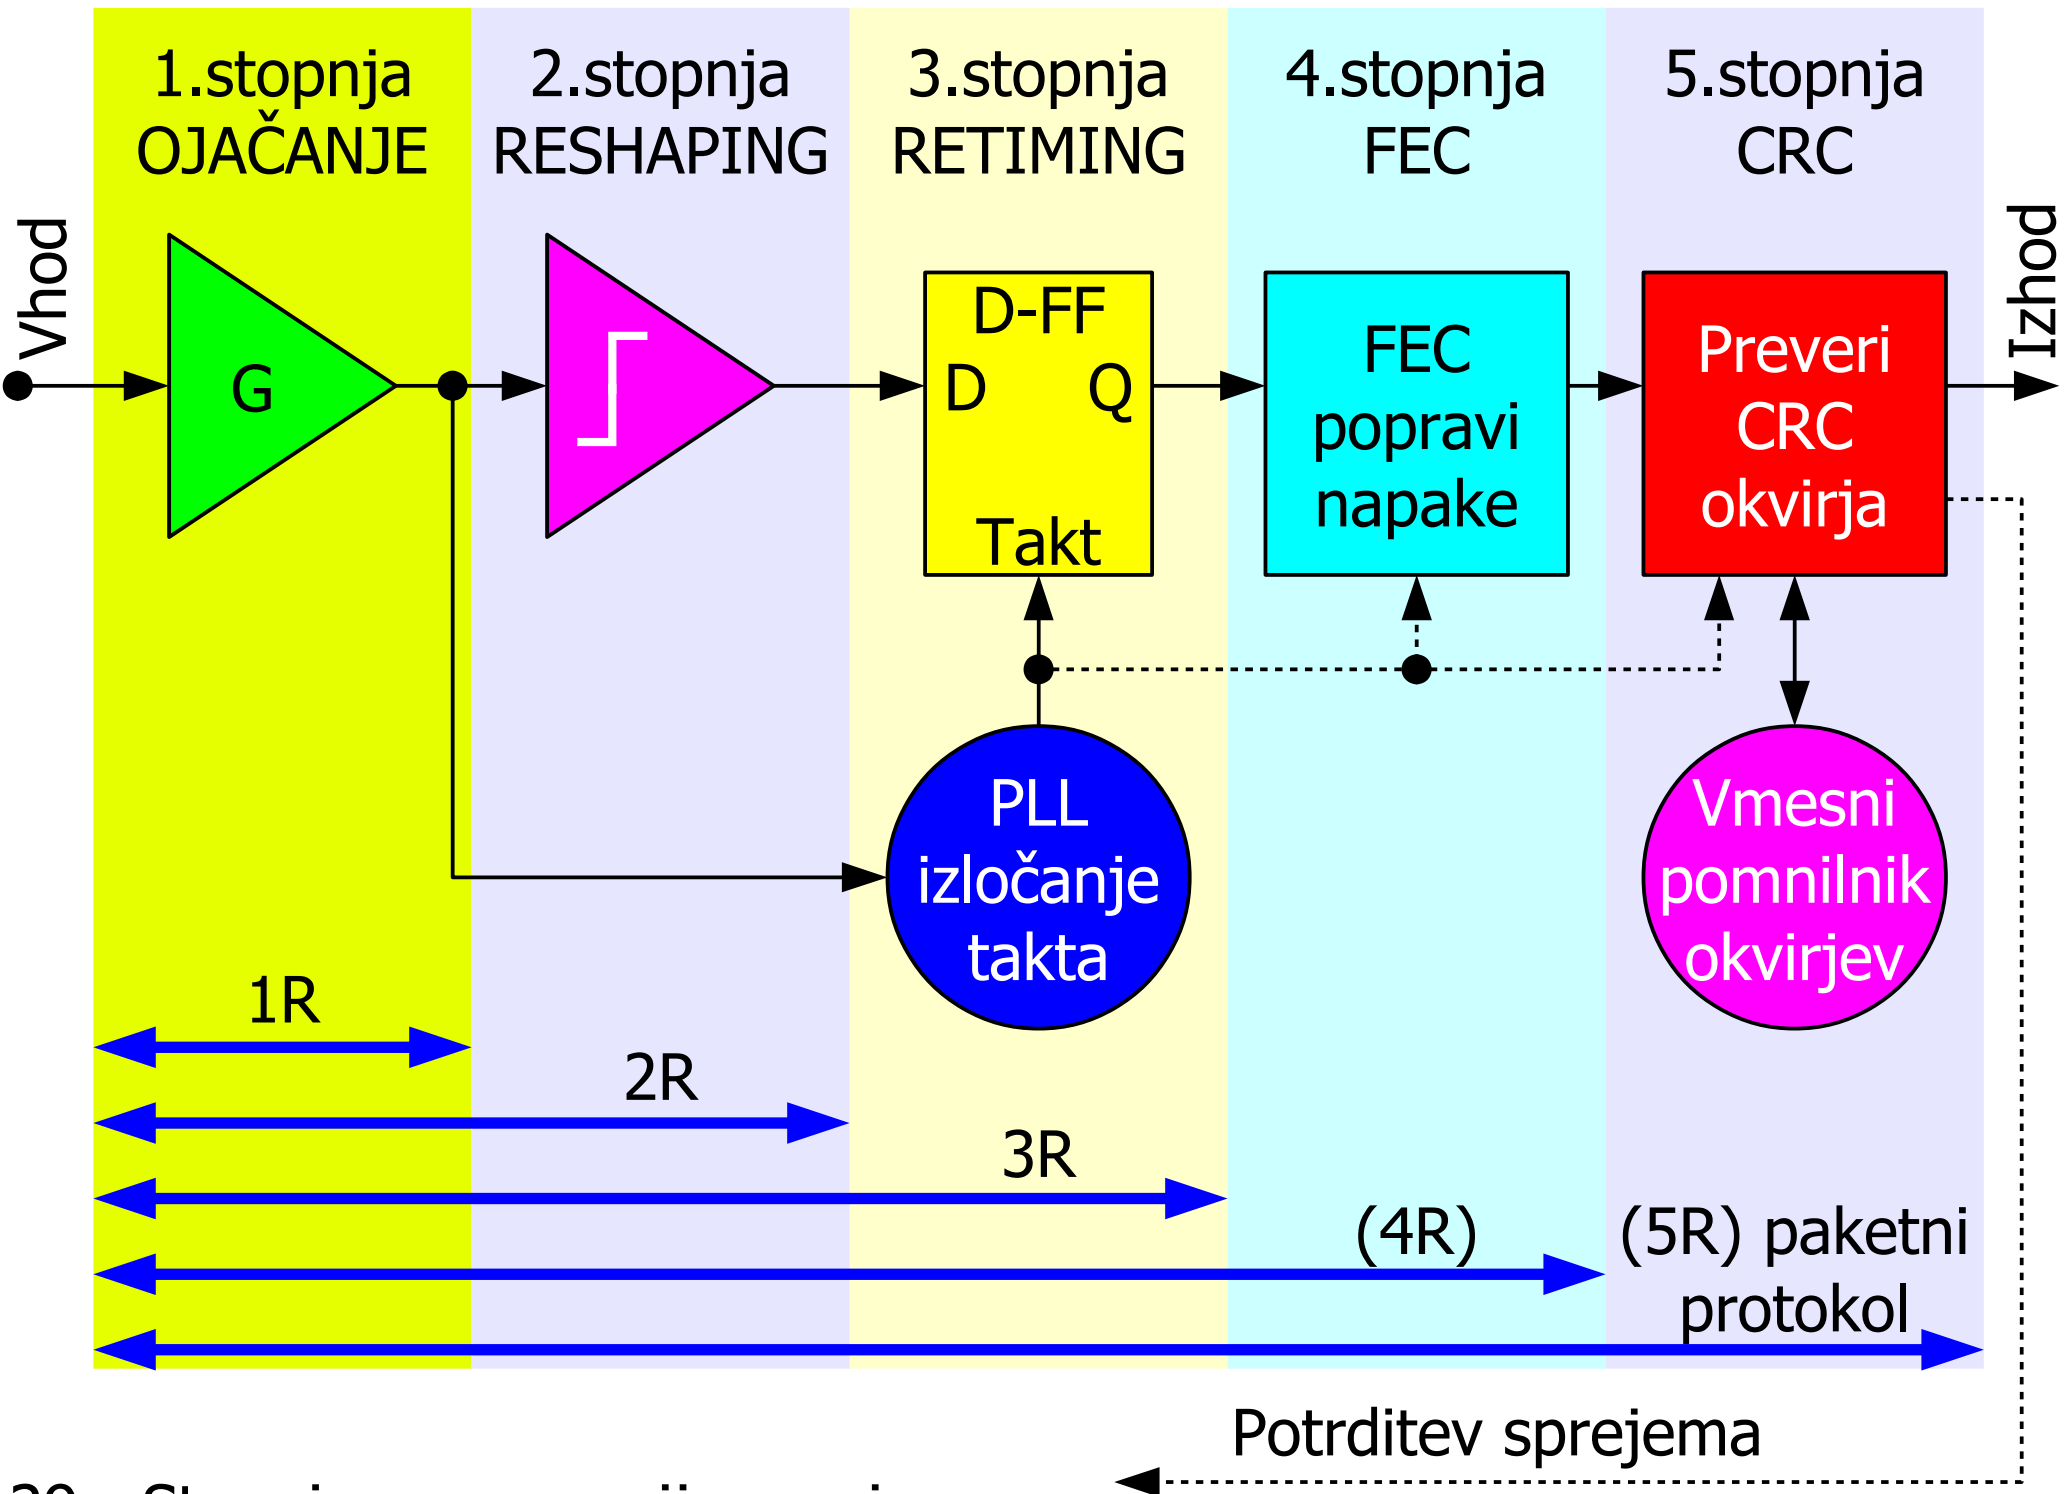 1.stopnja
OJAČANJE
2.stopnja
RESHAPING
3.stopnja
RETIMING
4.stopnja
FEC
5.stopnja
CRC
Vhod
Izhod
G
D-FF
D Q
Takt
FEC
popravi
napake
Preveri
CRC
okvirja
PLL
izločanje
takta
Vmesni
pomnilnik
okvirjev
1R
2R
3R
(4R)
(5R) paketni
protokol
Potrditev sprejema